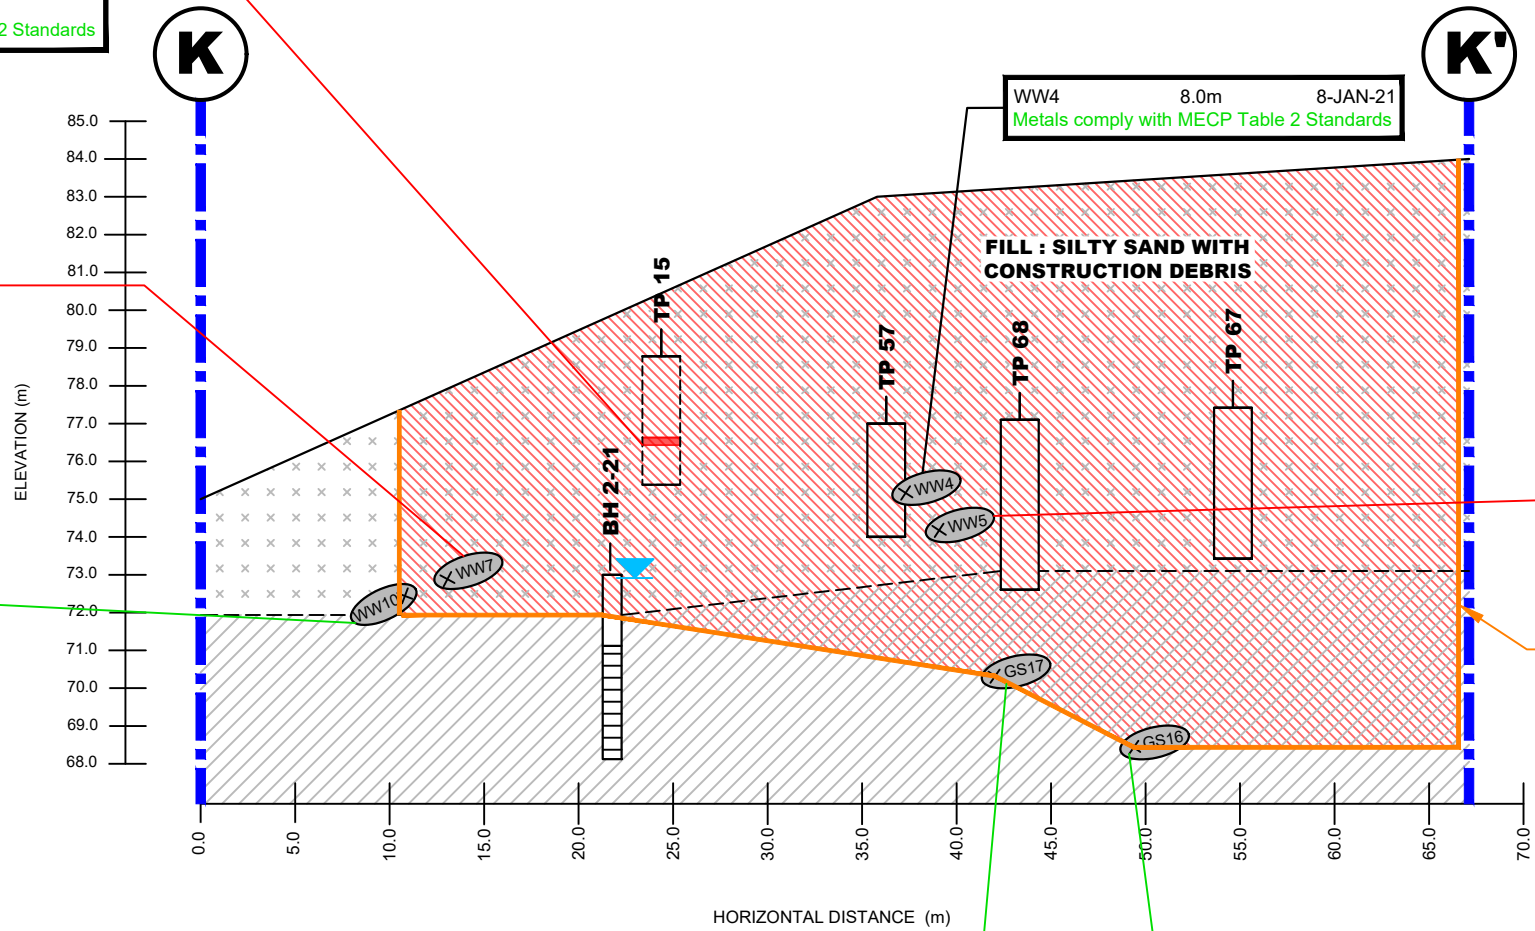 2 Standards
K
K'
WW4 8.0m 8-JAN-21
Metals comply with MECP Table 2 Standards
85.0
84.0
83.0
82.0
81.0
80.0
79.0
78.0
77.0
76.0
75.0
74.0
73.0
72.0
71.0
70.0
69.0
68.0
ELEVATION (m)
FILL : SILTY SAND WITH
CONSTRUCTION DEBRIS
TP 15
TP 57
TP 68
TP 67
BH 2-21
WW4
WW5
WW7
WW10
GS17
GS16
0.0
5.0
10.0
15.0
20.0
25.0
30.0
35.0
40.0
45.0
50.0
55.0
60.0
65.0
70.0
HORIZONTAL DISTANCE (m)